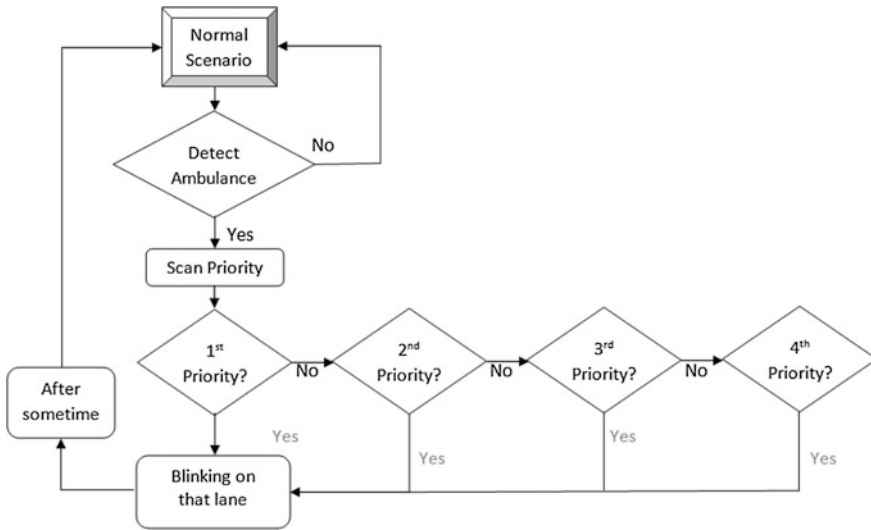 Normal
Scenario
No
Detect
Ambulance
Yes
Scan Priority
1st
Priority?
No
2nd
Priority?
No
3rd
Priority?
No
4th
Priority?
After
sometime
Yes
Yes
Yes
Yes
Blinking on
that lane